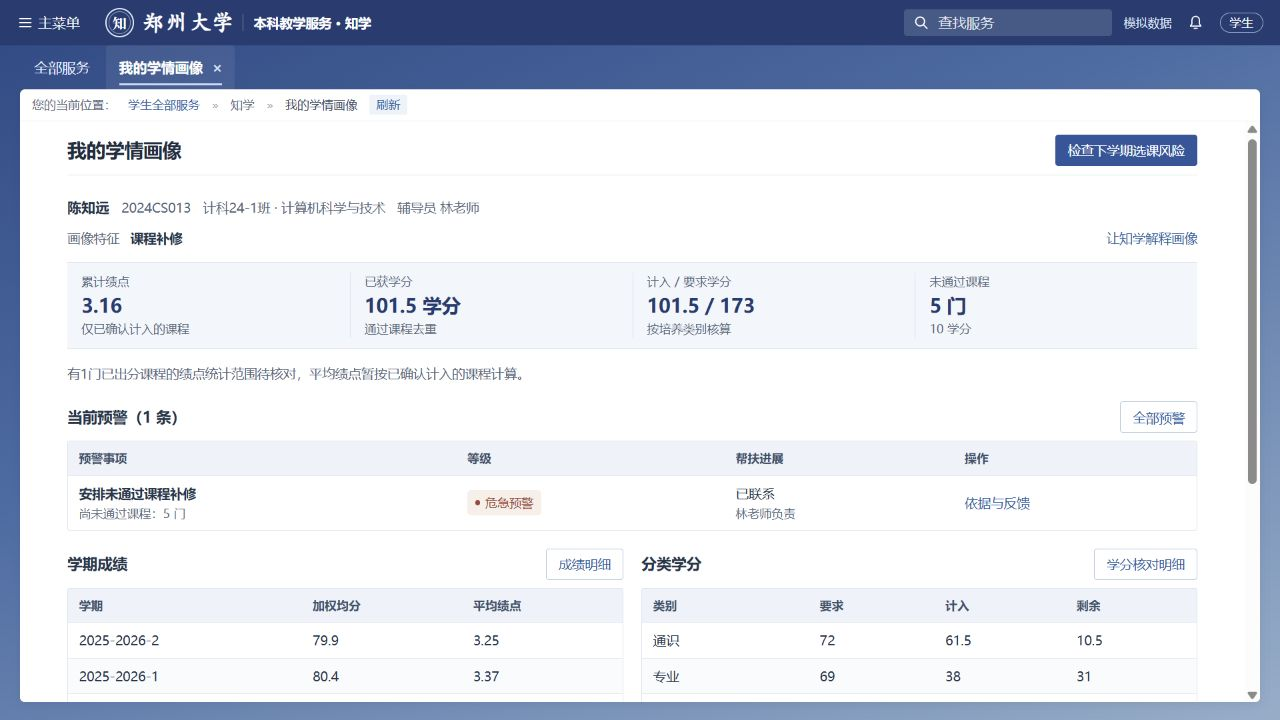 主菜单 知 郑州大学 本科教学服务·知学 查找服务 模拟数据 学生
全部服务 我的学情画像 ×
您的当前位置： 学生全部服务 » 知学 » 我的学情画像 刷新
我的学情画像 检查下学期选课风险
陈知远 2024CS013 计科24-1班 · 计算机科学与技术 辅导员 林老师
画像特征 课程补修 让知学解释画像
累计绩点 已获学分 计入 / 要求学分 未通过课程
3.16 101.5 学分 101.5 / 173 5 门
仅已确认计入的课程 通过课程去重 按培养类别核算 10 学分
有1门已出分课程的绩点统计范围待核对，平均绩点暂按已确认计入的课程计算。
当前预警（1 条） 全部预警
预警事项 等级 帮扶进展 操作
安排未通过课程补修 危急预警 已联系 依据与反馈
尚未通过课程：5 门 林老师负责
学期成绩 成绩明细 分类学分 学分核对明细
学期 加权均分 平均绩点 类别 要求 计入 剩余
2025-2026-2 79.9 3.25 通识 72 61.5 10.5
2025-2026-1 80.4 3.37 专业 69 38 31